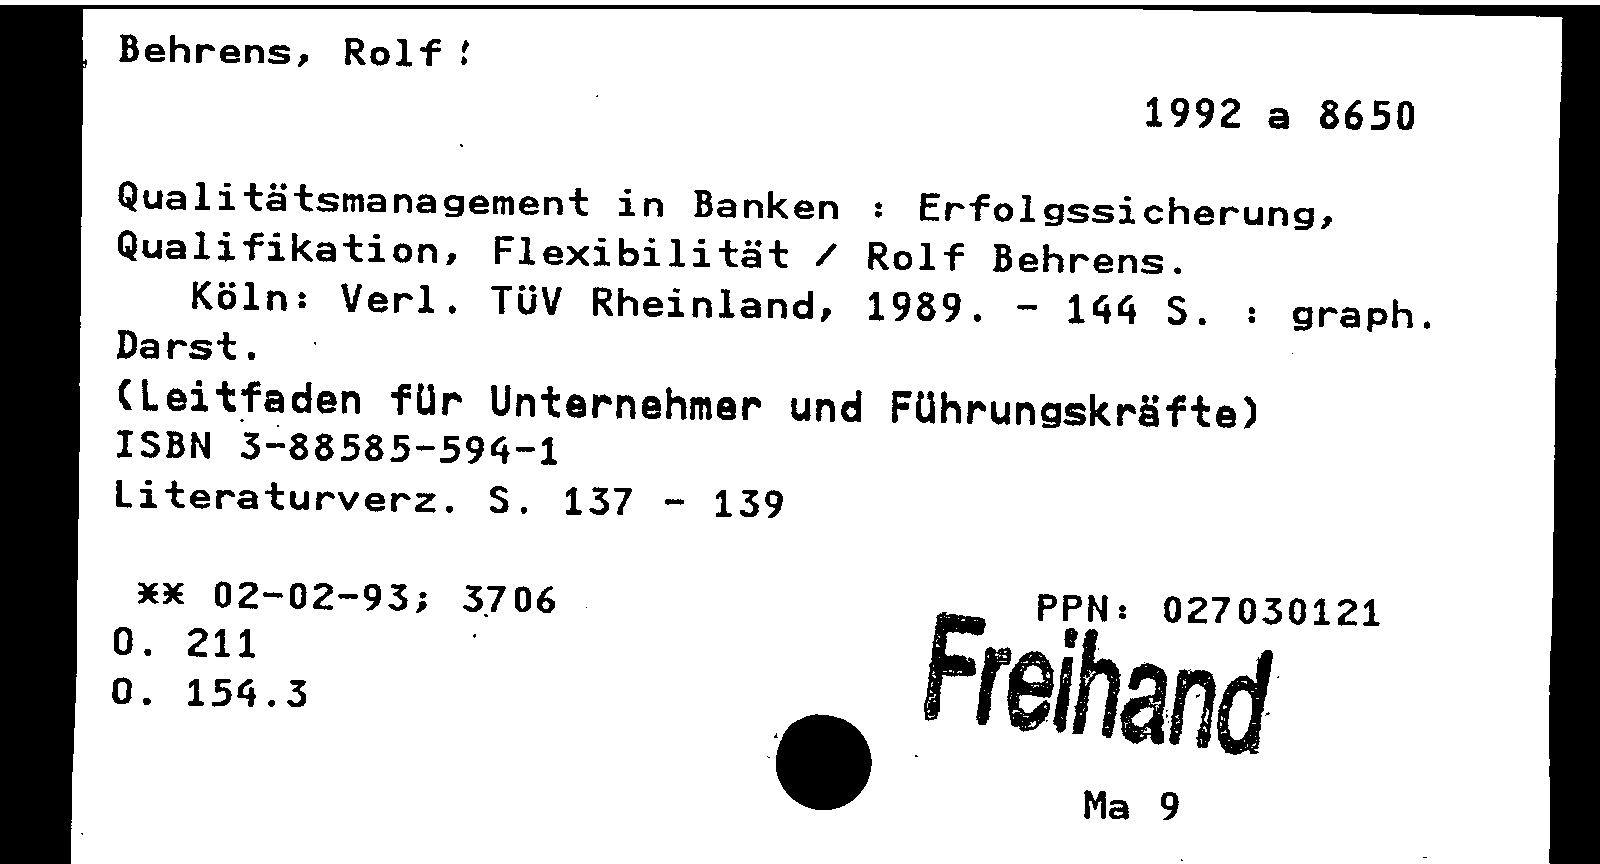 Behrens, Rolf!
1992 a 8650
Qualitätsmanagement in Banken : Erfolgssicherung,
Qualifikation, Flexibilität / Rolf Behrens.
Köln: Verl. TÜV Rheinland, 1989. - 144 S. : graph.
Darst.
(Leitfaden für Unternehmer und Führungskräfte)
ISBN 3-88585-594-1
Literaturverz. S. 137 - 139
** 02-02-93; 3706
PPN: 027030121
O. 211
O. 154.3
Freihand
Ma 9